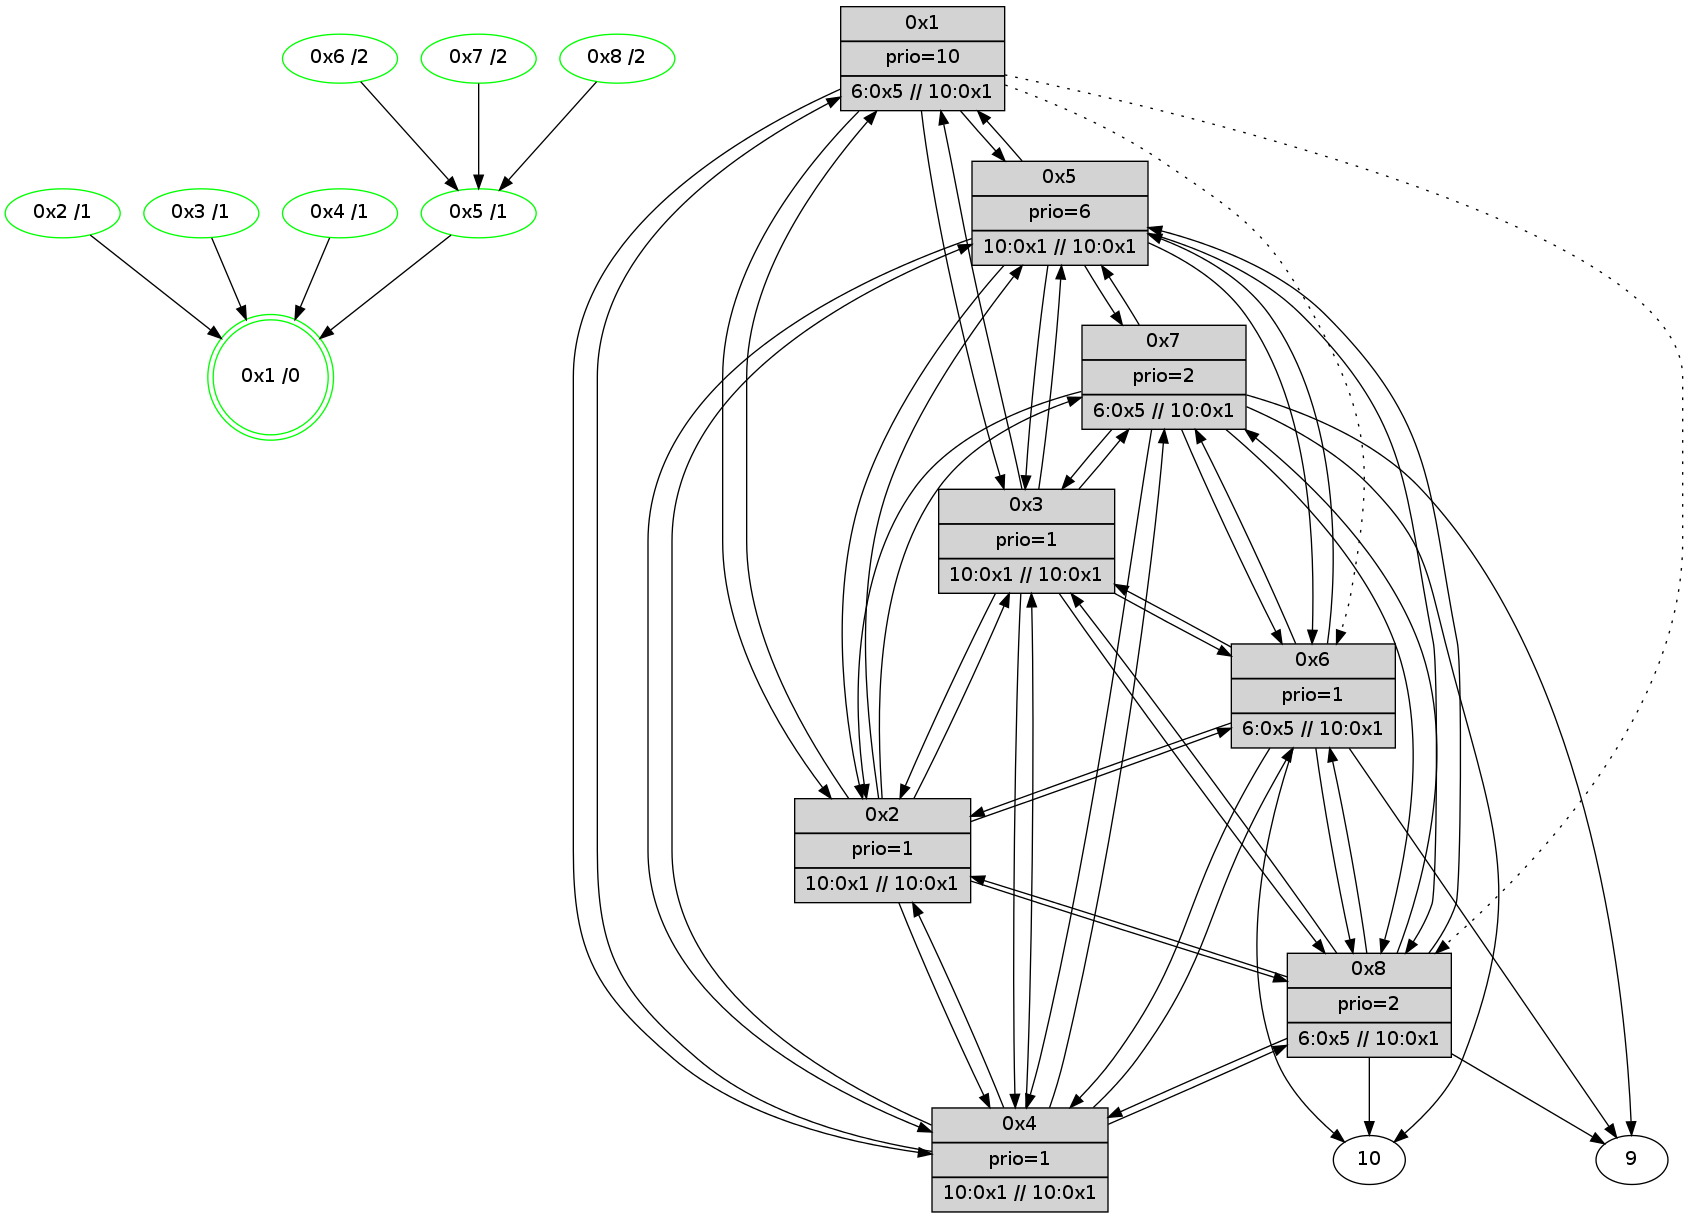 0x6 /2
0x7 /2
0x8 /2
0x2 /1
0x3 /1
0x4 /1
0x5 /1
0x1 /0
0x1
prio=10
6:0x5 // 10:0x1
0x5
prio=6
10:0x1 // 10:0x1
0x7
prio=2
6:0x5 // 10:0x1
0x3
prio=1
10:0x1 // 10:0x1
0x6
prio=1
6:0x5 // 10:0x1
0x2
prio=1
10:0x1 // 10:0x1
0x8
prio=2
6:0x5 // 10:0x1
0x4
prio=1
10:0x1 // 10:0x1
10
9